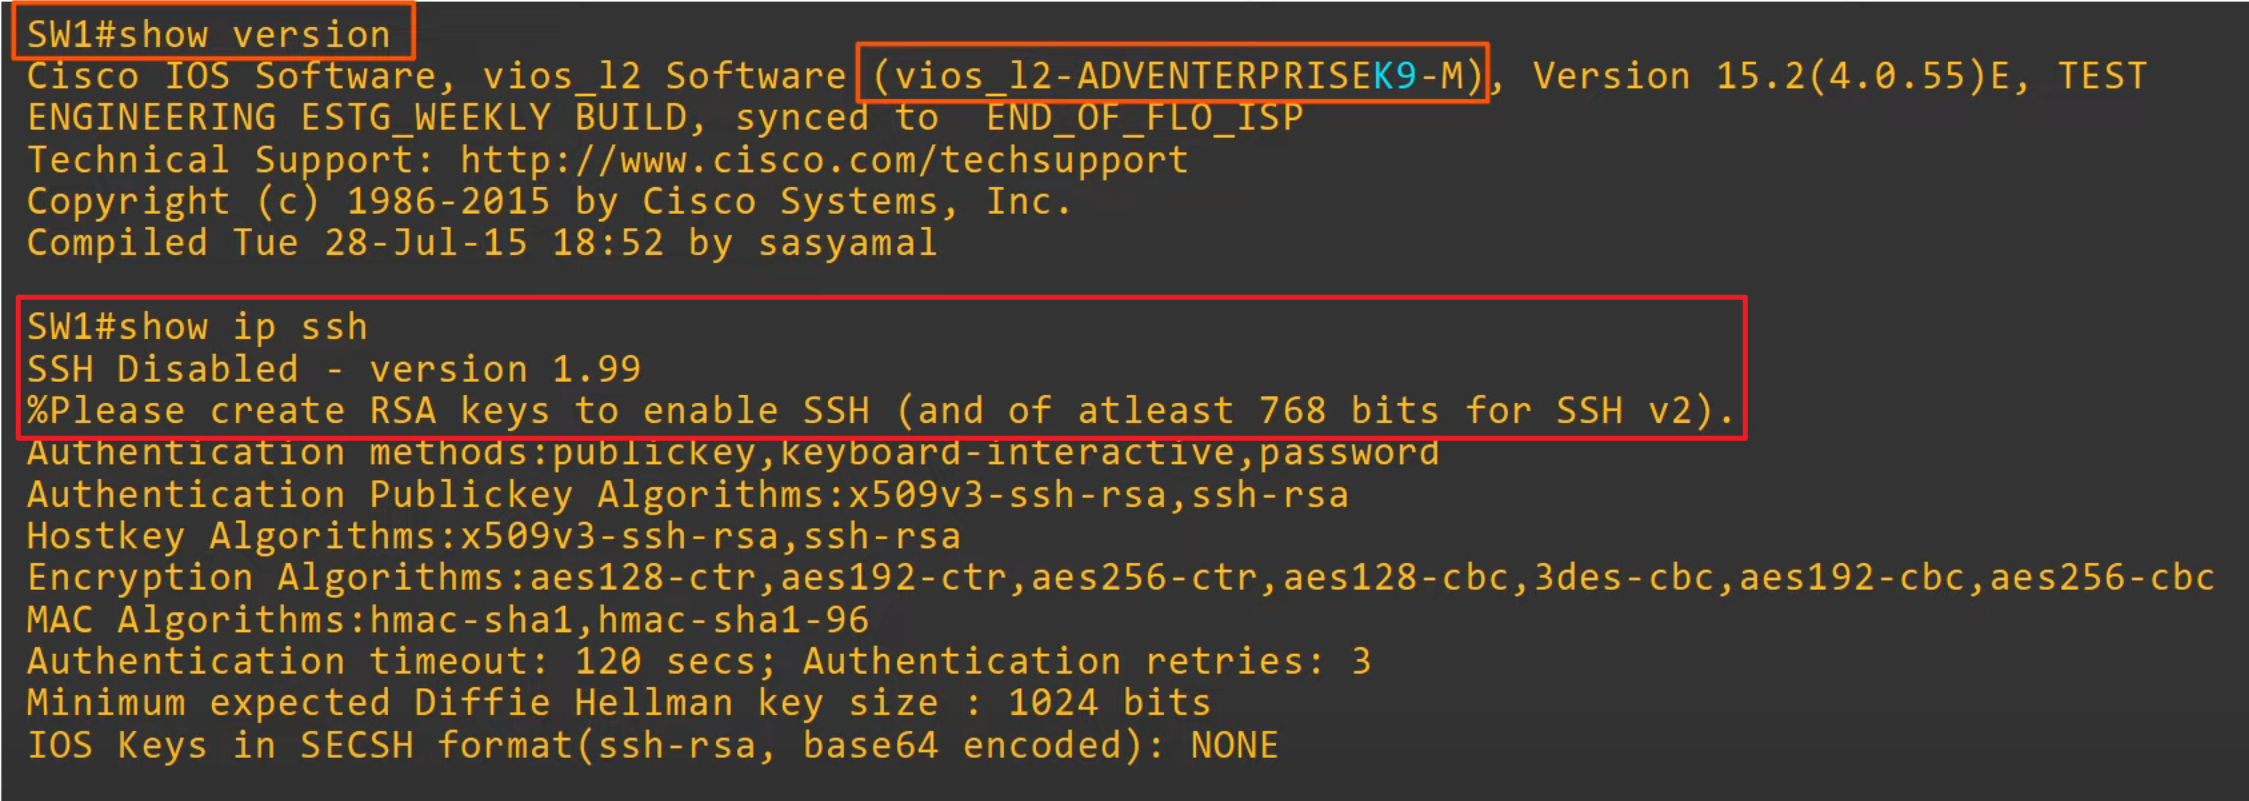 SW1#show version
Cisco IOS Software, vios_l2 Software (vios_l2-ADVENTERPRISEK9-M), Version 15.2(4.0.55)E, TEST
ENGINEERING ESTG_WEEKLY BUILD, synced to  END_OF_FLO_ISP
Technical Support: http://www.cisco.com/techsupport
Copyright (c) 1986-2015 by Cisco Systems, Inc.
Compiled Tue 28-Jul-15 18:52 by sasyamal
SW1#show ip ssh
SSH Disabled - version 1.99
%Please create RSA keys to enable SSH (and of atleast 768 bits for SSH v2).
Authentication methods:publickey,keyboard-interactive,password
Authentication Publickey Algorithms:x509v3-ssh-rsa,ssh-rsa
Hostkey Algorithms:x509v3-ssh-rsa,ssh-rsa
Encryption Algorithms:aes128-ctr,aes192-ctr,aes256-ctr,aes128-cbc,3des-cbc,aes192-cbc,aes256-cbc
MAC Algorithms:hmac-sha1,hmac-sha1-96
Authentication timeout: 120 secs; Authentication retries: 3
Minimum expected Diffie Hellman key size : 1024 bits
IOS Keys in SECSH format(ssh-rsa, base64 encoded): NONE